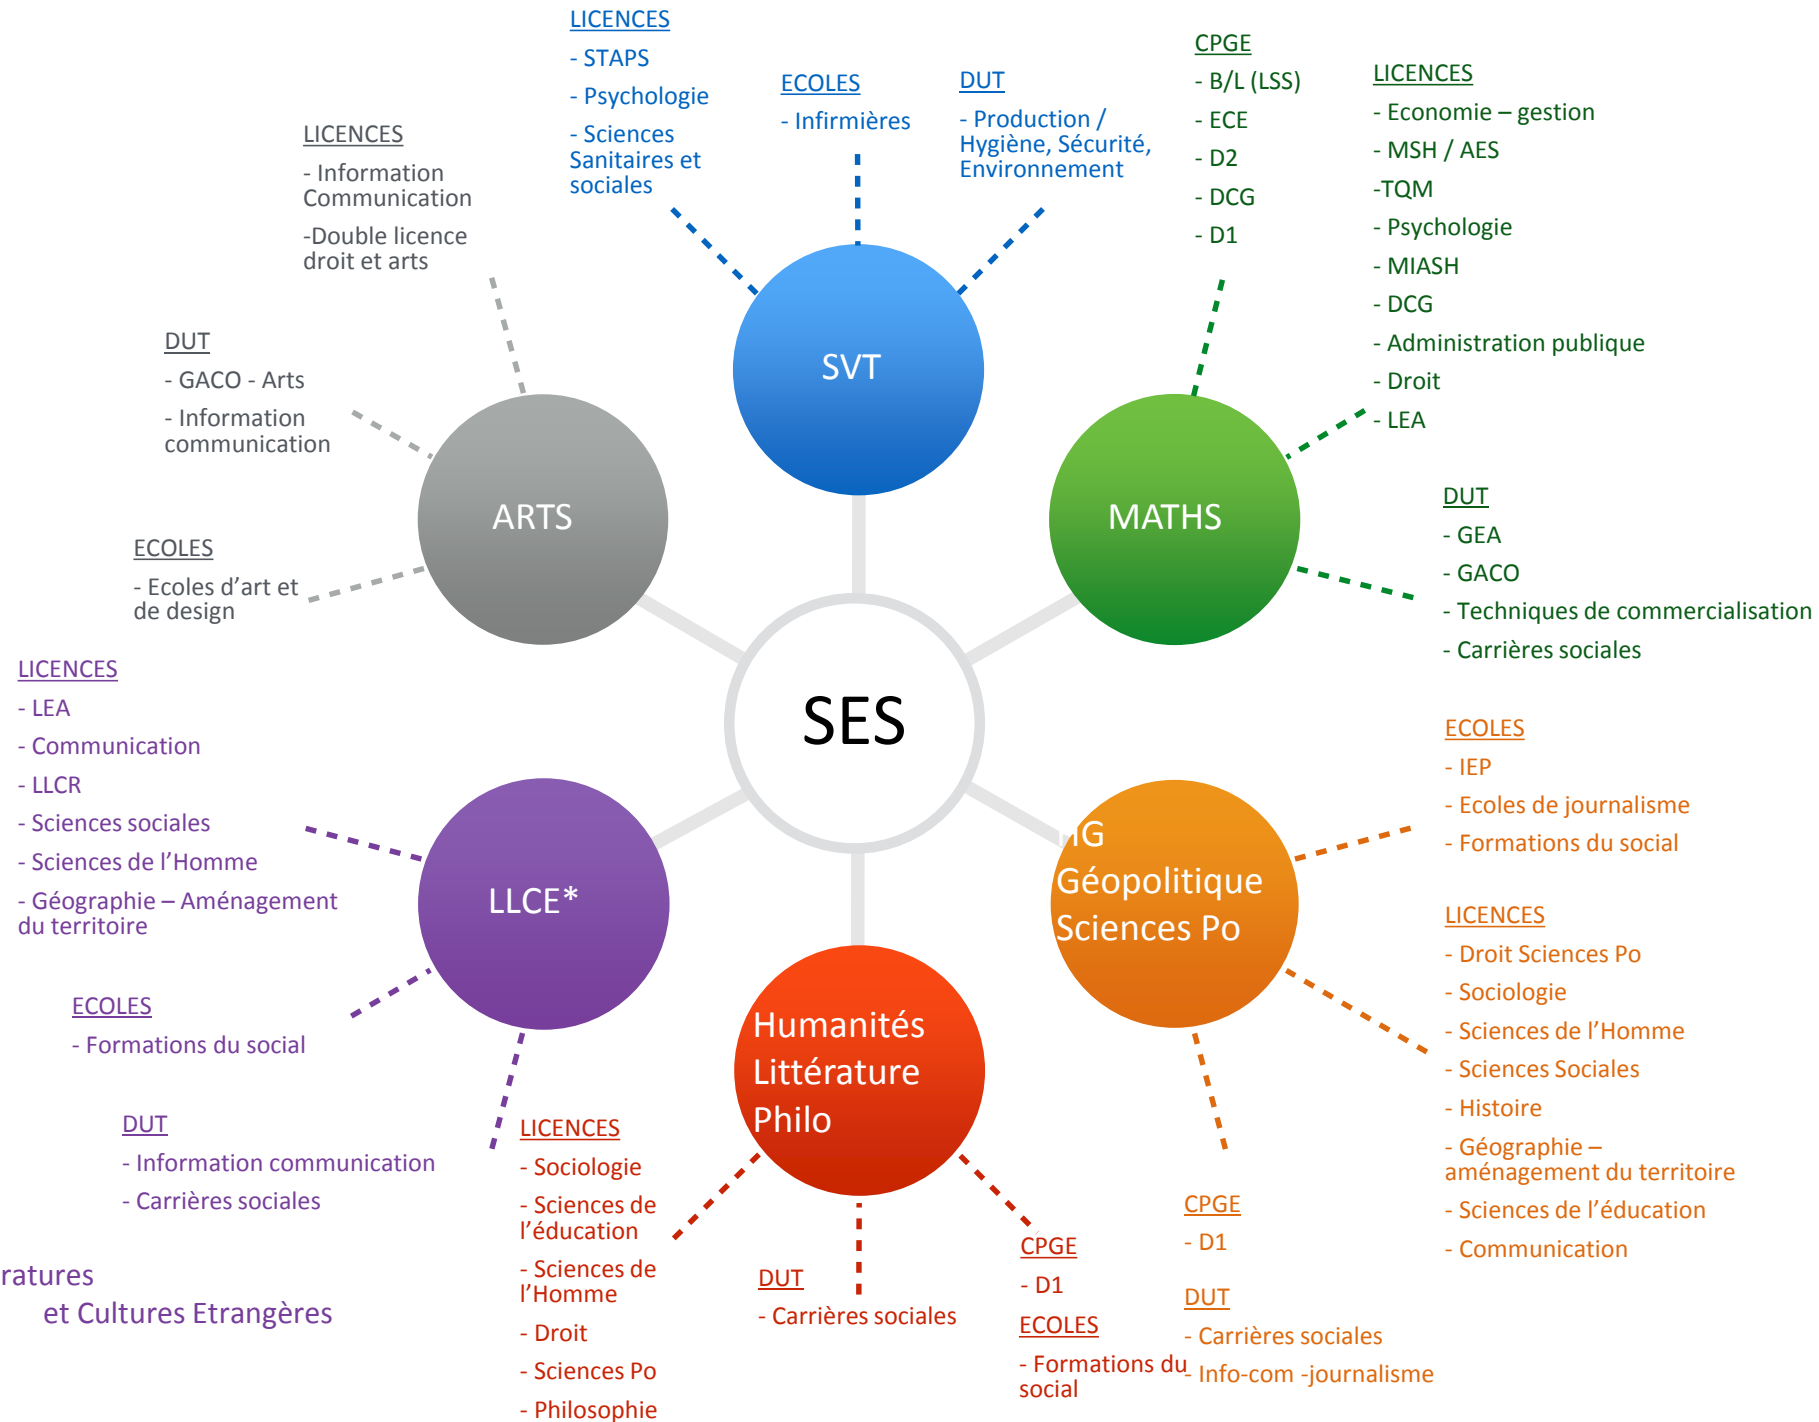 LICENCES
- STAPS
- Psychologie
- Sciences
Sanitaires et
sociales
ECOLES
- Infirmières
DUT
- Production /
Hygiène, Sécurité,
Environnement
CPGE
- B/L (LSS)
- ECE
- D2
- DCG
- D1
LICENCES
- Economie – gestion
- MSH / AES
-TQM
- Psychologie
- MIASH
- DCG
- Administration publique
- Droit
- LEA
LICENCES
- Information
Communication
-Double licence
droit et arts
DUT
- GACO - Arts
- Information
communication
ECOLES
- Ecoles d’art et
de design
SVT
ARTS
MATHS
DUT
- GEA
- GACO
- Techniques de commercialisation
- Carrières sociales
SES
LICENCES
- LEA
- Communication
- LLCR
- Sciences sociales
- Sciences de l’Homme
- Géographie – Aménagement
du territoire
LLCE*
HG
Géopolitique
Sciences Po
ECOLES
- IEP
- Ecoles de journalisme
- Formations du social
LICENCES
- Droit Sciences Po
- Sociologie
- Sciences de l’Homme
- Sciences Sociales
- Histoire
- Géographie –
aménagement du territoire
- Sciences de l’éducation
- Communication
ECOLES
- Formations du social
DUT
- Information communication
- Carrières sociales
Humanités
Littérature
Philo
LICENCES
- Sociologie
- Sciences de
l’éducation
- Sciences de
l’Homme
- Droit
- Sciences Po
- Philosophie
DUT
- Carrières sociales
CPGE
- D1
ECOLES
- Formations du
social
CPGE
- D1
DUT
- Carrières sociales
- Info-com -journalisme
ratures
et Cultures Etrangères